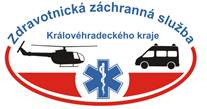 Zdravotnická záchranná služba
Královéhradeckého kraje